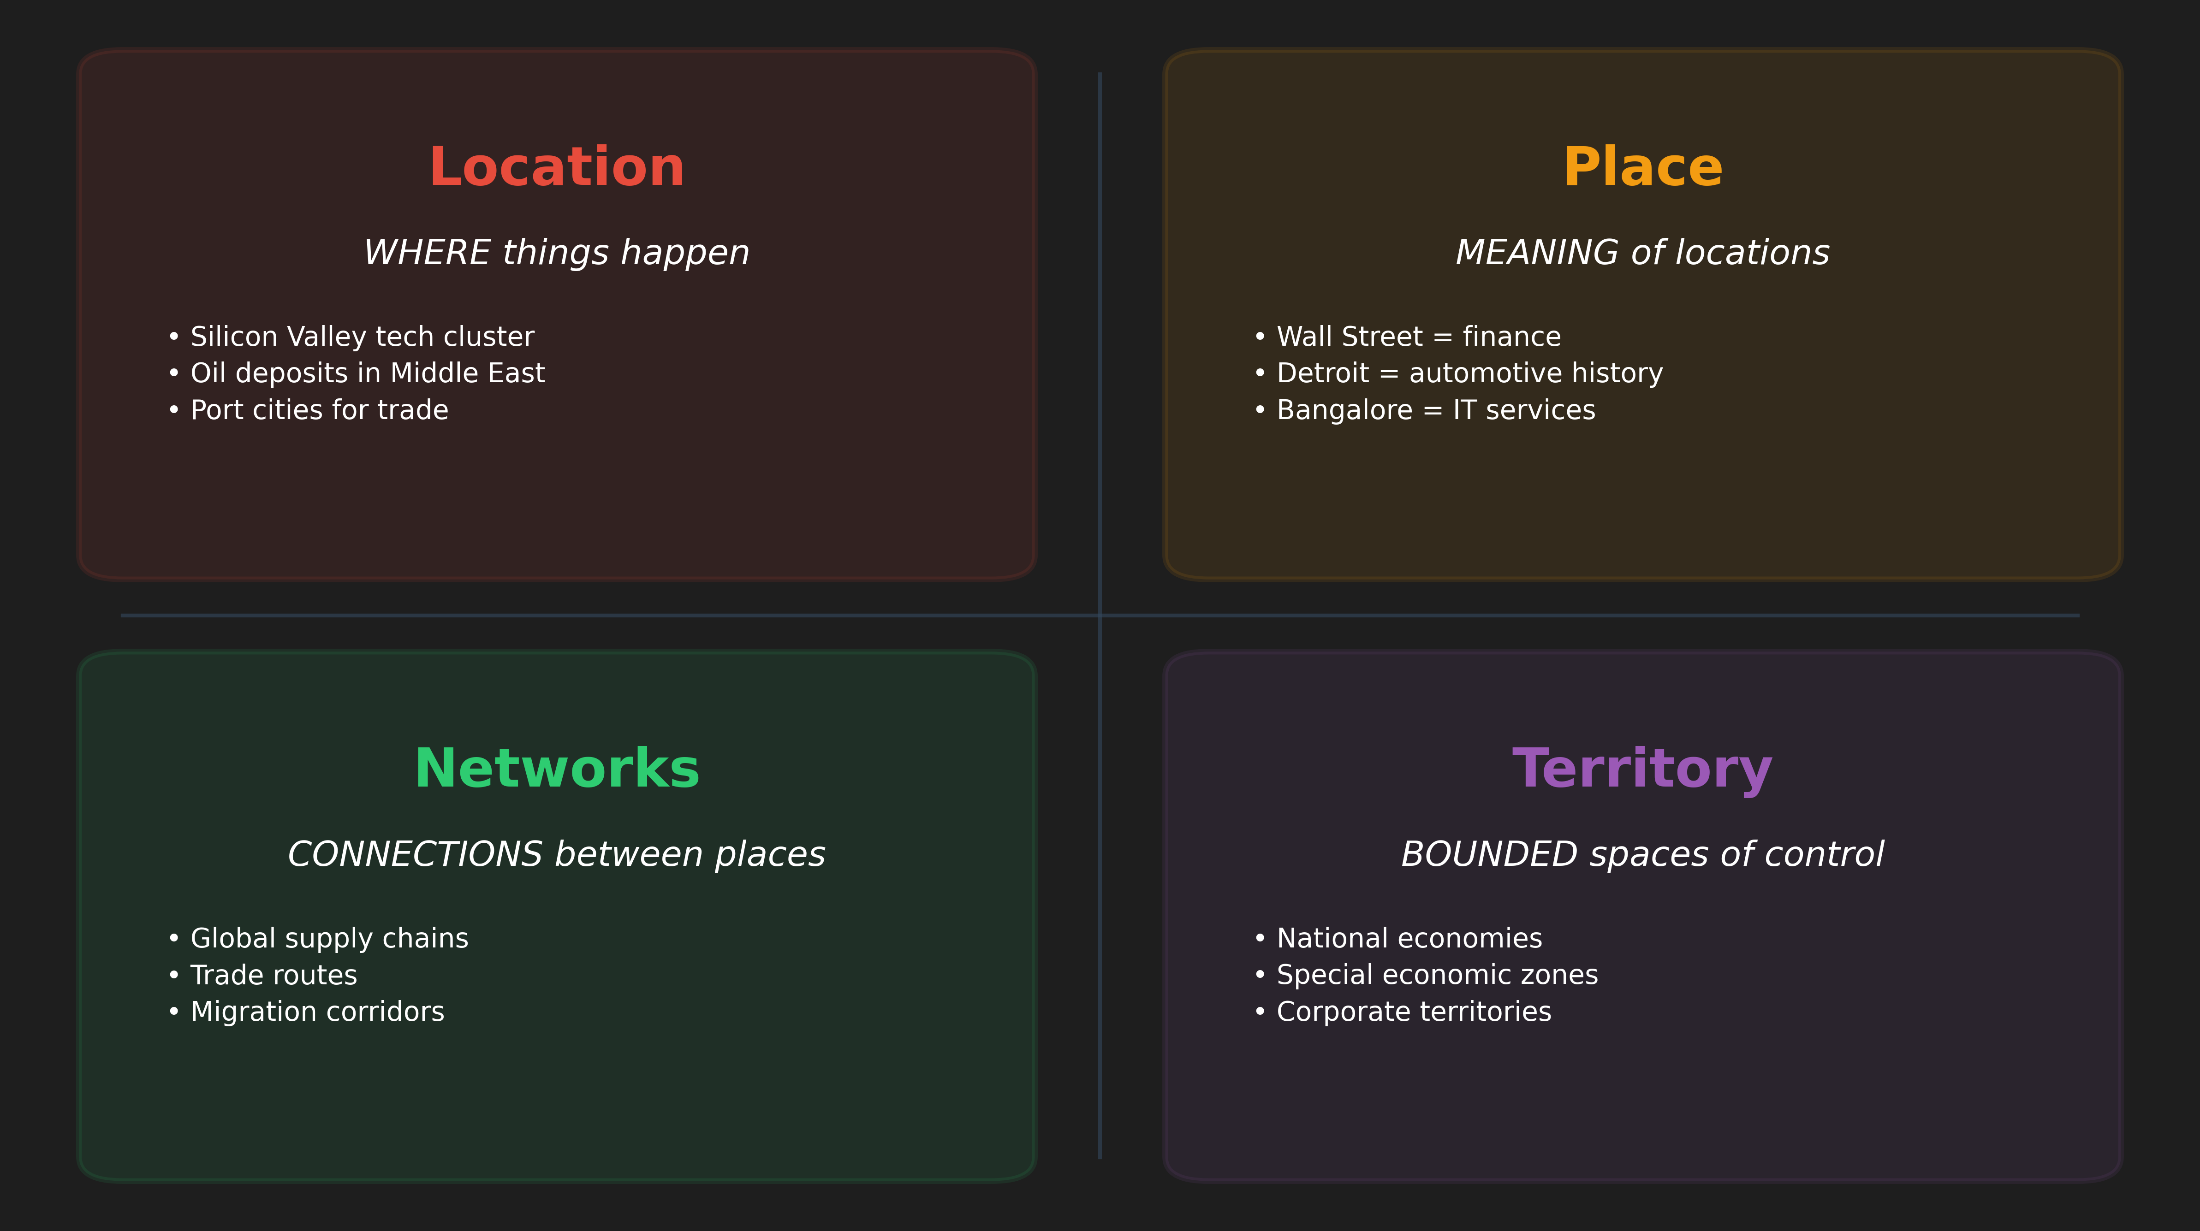 Location
WHERE things happen
• Silicon Valley tech cluster
• Oil deposits in Middle East
• Port cities for trade
Place
MEANING of locations
• Wall Street = finance
• Detroit = automotive history
• Bangalore = IT services
Networks
CONNECTIONS between places
• Global supply chains
• Trade routes
• Migration corridors
Territory
BOUNDED spaces of control
• National economies
• Special economic zones
• Corporate territories